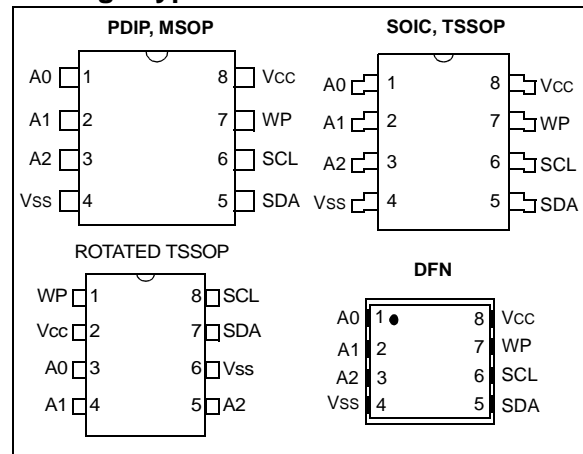 PDIP, MSOP
A0 1 8 VCC
A1 2 7 WP
A2 3 6 SCL
VSS 4 5 SDA
SOIC, TSSOP
A0 1 8 VCC
A1 2 7 WP
A2 3 6 SCL
VSS 4 5 SDA
ROTATED TSSOP
WP 1 8 SCL
Vcc 2 7 SDA
A0 3 6 Vss
A1 4 5 A2
DFN
A0 1 8 VCC
A1 2 7 WP
A2 3 6 SCL
VSS 4 5 SDA